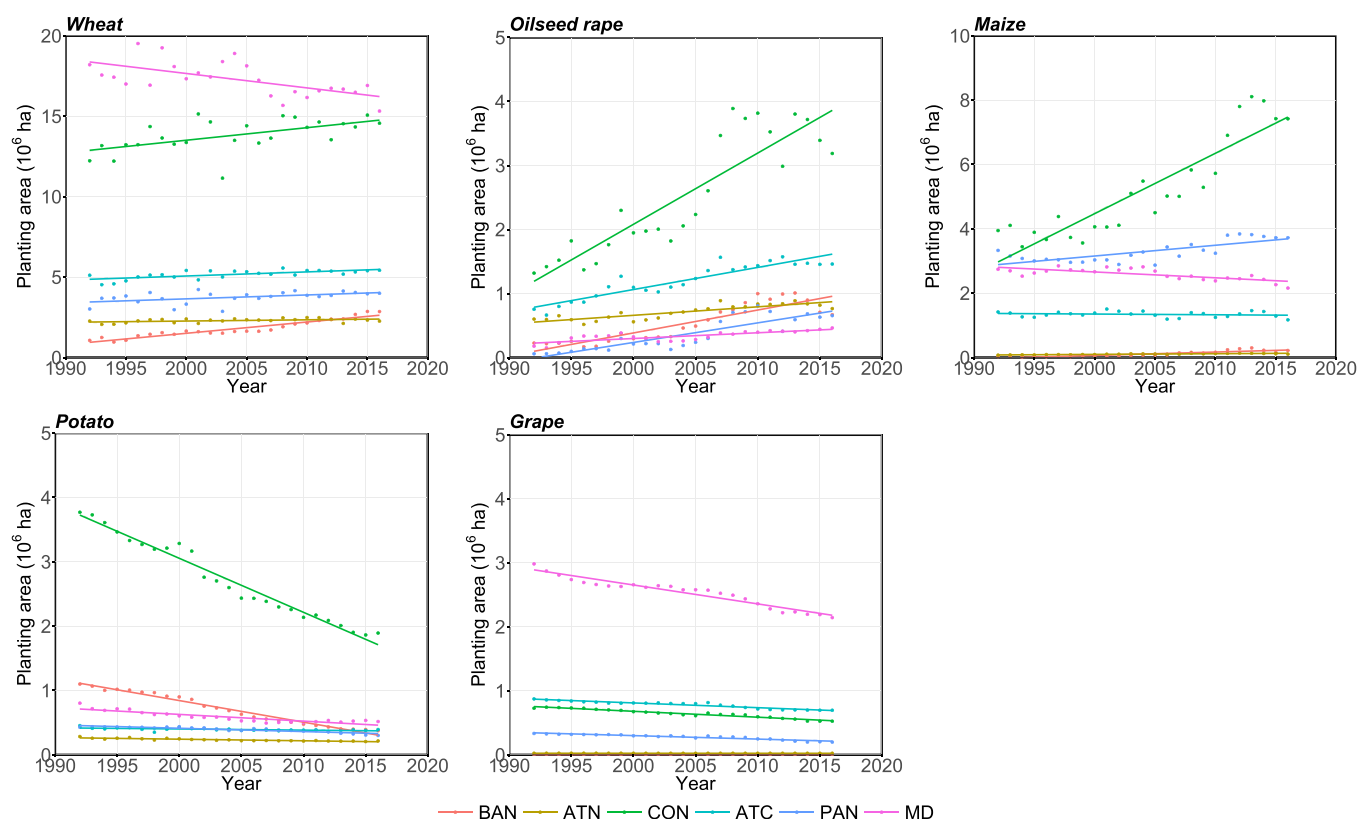 Wheat
Planting area (10⁶ ha)
20
15
10
5
0
1990 1995 2000 2005 2010 2015 2020
Year
Oilseed rape
Planting area (10⁶ ha)
5
4
3
2
1
0
1990 1995 2000 2005 2010 2015 2020
Year
Maize
Planting area (10⁶ ha)
10
8
6
4
2
0
1990 1995 2000 2005 2010 2015 2020
Year
Potato
Planting area (10⁶ ha)
5
4
3
2
1
0
1990 1995 2000 2005 2010 2015 2020
Year
Grape
Planting area (10⁶ ha)
5
4
3
2
1
0
1990 1995 2000 2005 2010 2015 2020
Year
BAN ATN CON ATC PAN MD